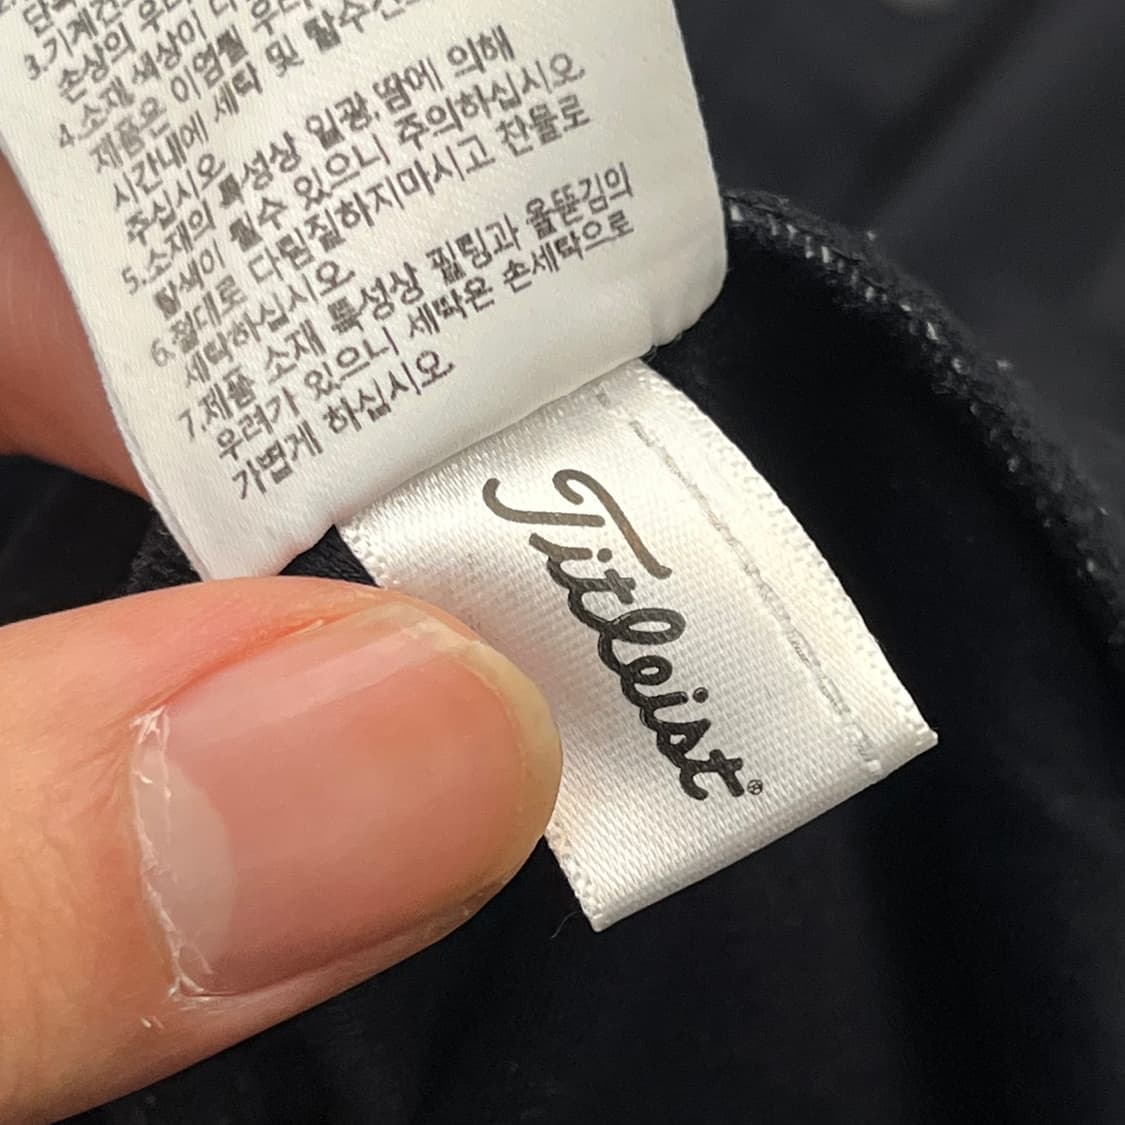 3.기계건
손상의 우려
4.소재 색상이
제품은 이염될 우려
시간내에 세탁 및 탈수
주십시오
5.소재의 특성상 일광,땀에 의해
탈색이 될수 있으니 주의하십시오.
6.절대로 다림질하지마시고 찬물로
세탁하십시오.
7.제품 소재 특성상 필링과 올뜯김의
우려가 있으니 세탁은 손세탁으로
가볍게 하십시오.
Titleist®